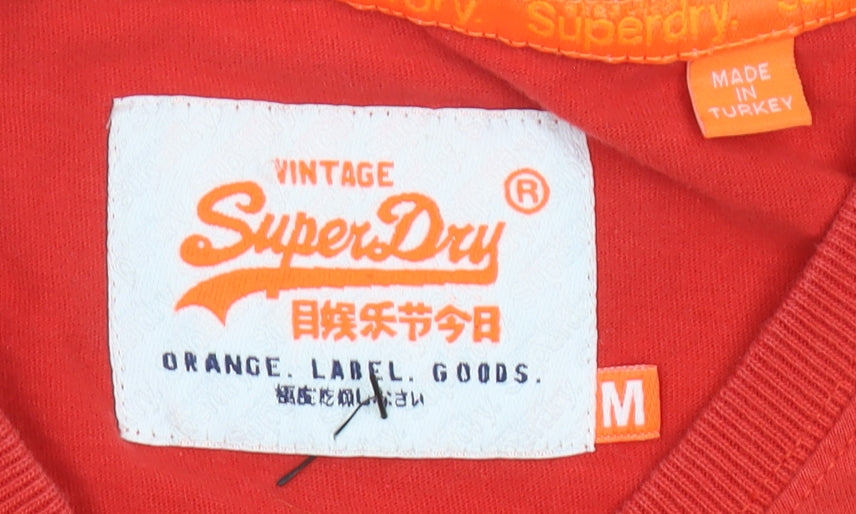 Superdry.
MADE
IN
TURKEY
VINTAGE
SuperDry ®
目娱乐节今日
ORANGE. LABEL. GOODS.
M